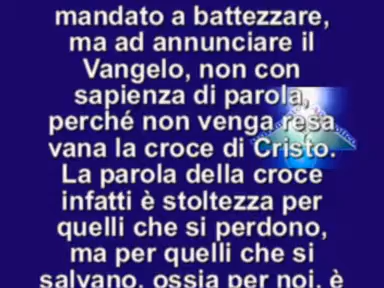 mandato a battezzare,
ma ad annunciare il
Vangelo, non con
sapienza di parola,
perché non venga resa
vana la croce di Cristo.
La parola della croce
infatti è stoltezza per
quelli che si perdono,
ma per quelli che si
salvano, ossia per noi, è